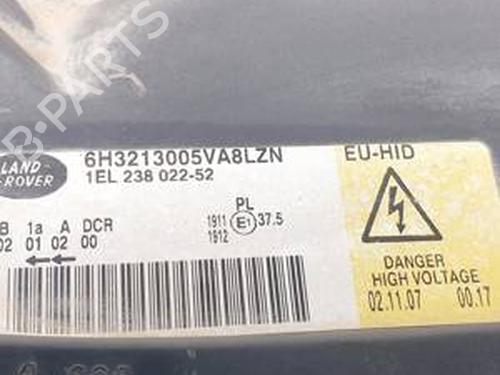 B-Parts
LAND-
ROVER
6H3213005VA8LZN
1EL 238 022-52
EU-HID
PL
1911 E1 37.5
1912
B 1a A DCR
02 01 02 00
DANGER
HIGH VOLTAGE
02.11.07 00.17